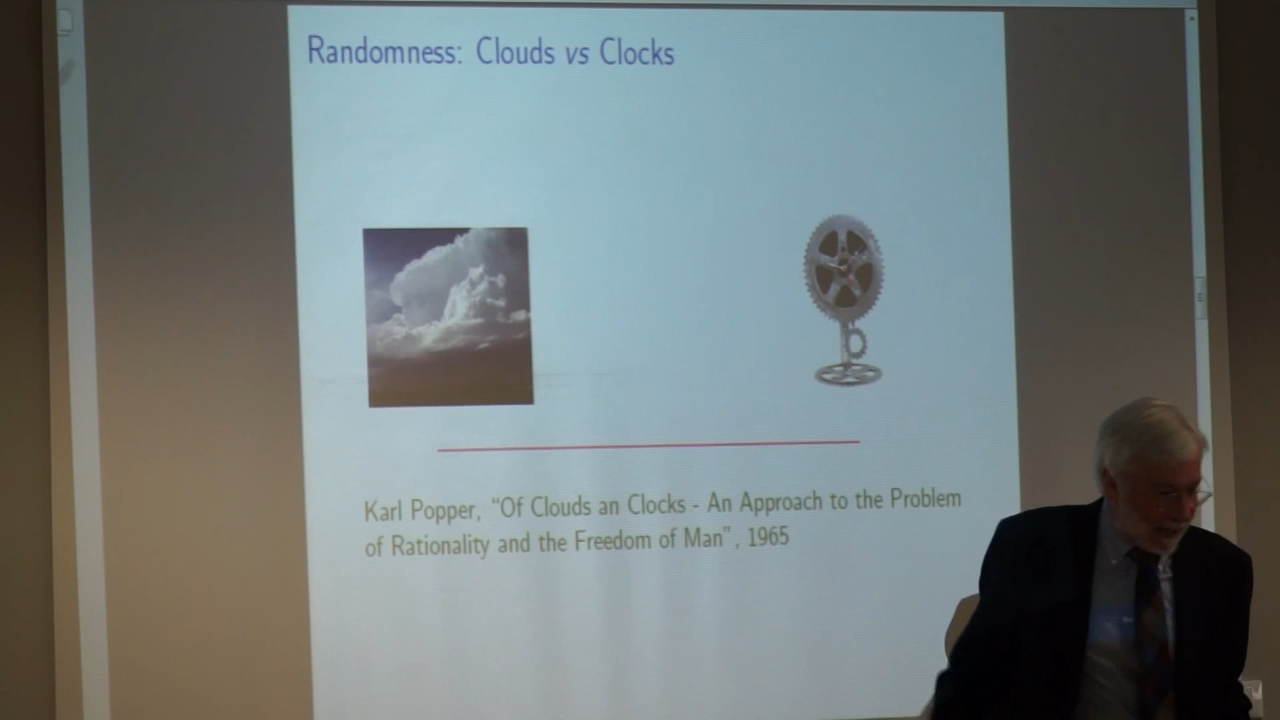 Randomness: Clouds vs Clocks
Karl Popper, “Of Clouds an Clocks - An Approach to the Problem
of Rationality and the Freedom of Man”, 1965